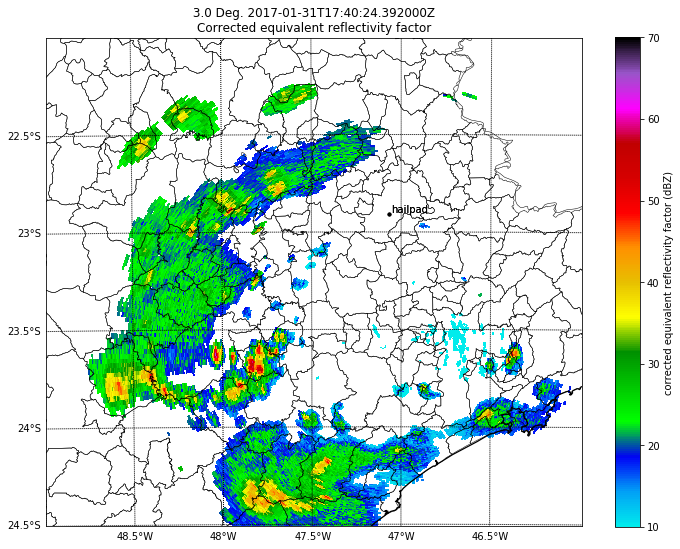 3.0 Deg. 2017-01-31T17:40:24.392000Z
Corrected equivalent reflectivity factor
70
60
50
40
30
20
10
corrected equivalent reflectivity factor (dBZ)
22.5°S
23°S
23.5°S
24°S
24.5°S
hailpad
48.5°W
48°W
47.5°W
47°W
46.5°W